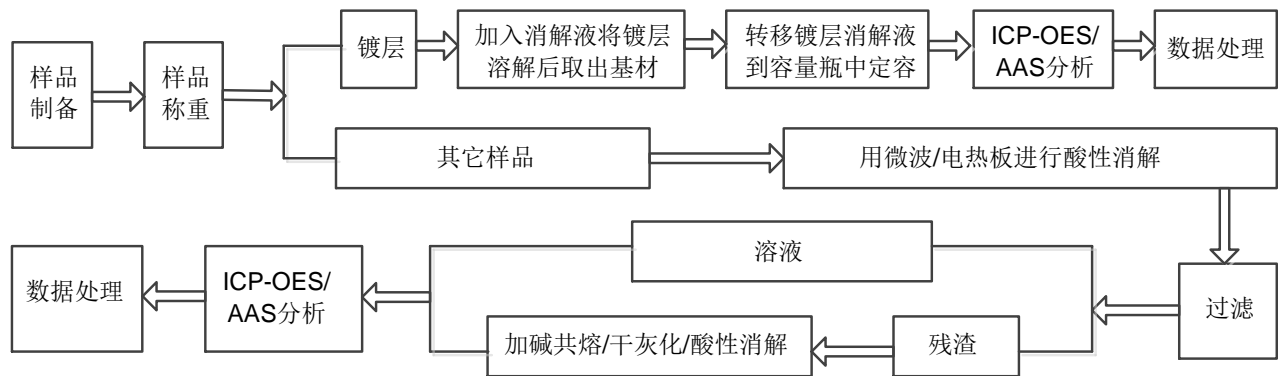 样品
制备
样品
称重
镀层
加入消解液将镀层
溶解后取出基材
转移镀层消解液
到容量瓶中定容
ICP-OES/
AAS分析
数据处理
其它样品
用微波/电热板进行酸性消解
过滤
溶液
残渣
加碱共熔/干灰化/酸性消解
ICP-OES/
AAS分析
数据处理